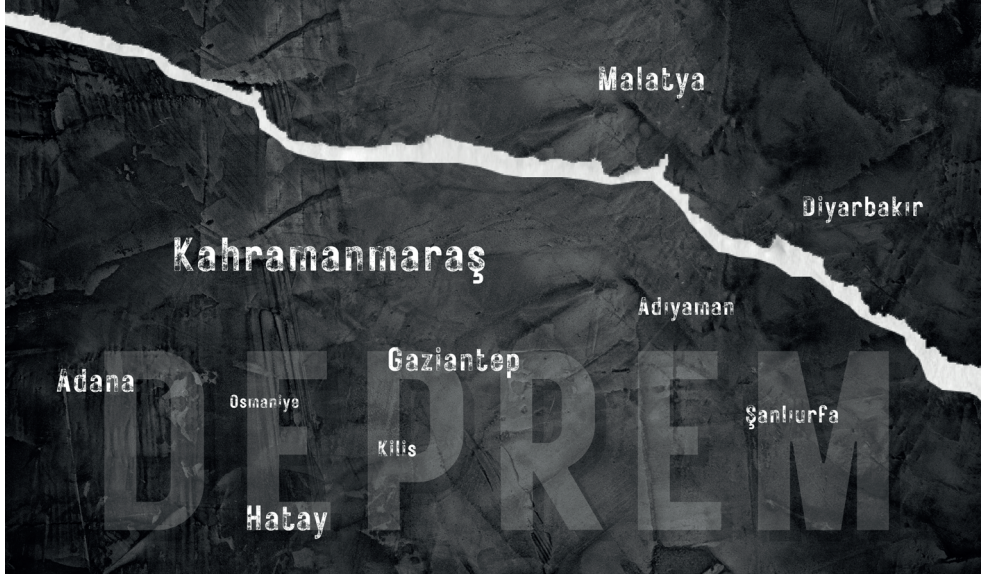 Malatya
Diyarbakır
Kahramanmaraş
Adıyaman
Gaziantep
Adana
Osmaniye
Şanlıurfa
Kilis
Hatay
DEPREM